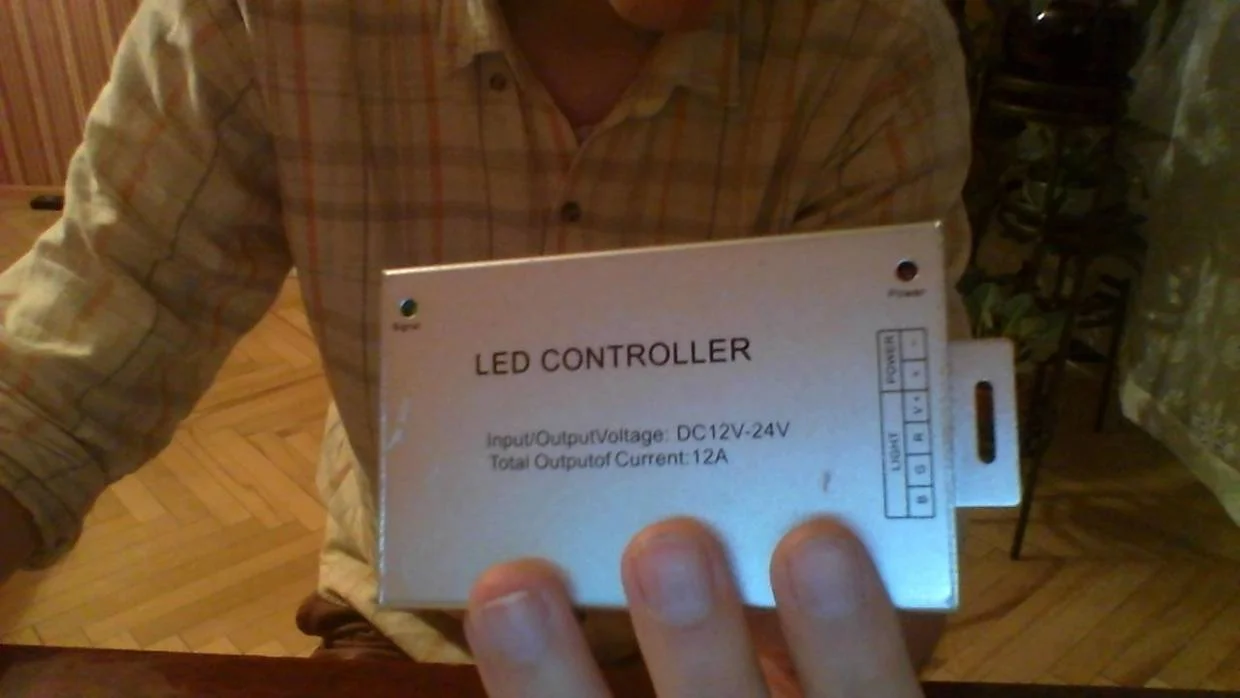 Signal
Power
LED CONTROLLER
Input/OutputVoltage: DC12V-24V
Total Outputof Current:12A
POWER
-
+
LIGHT
V+
R
G
B